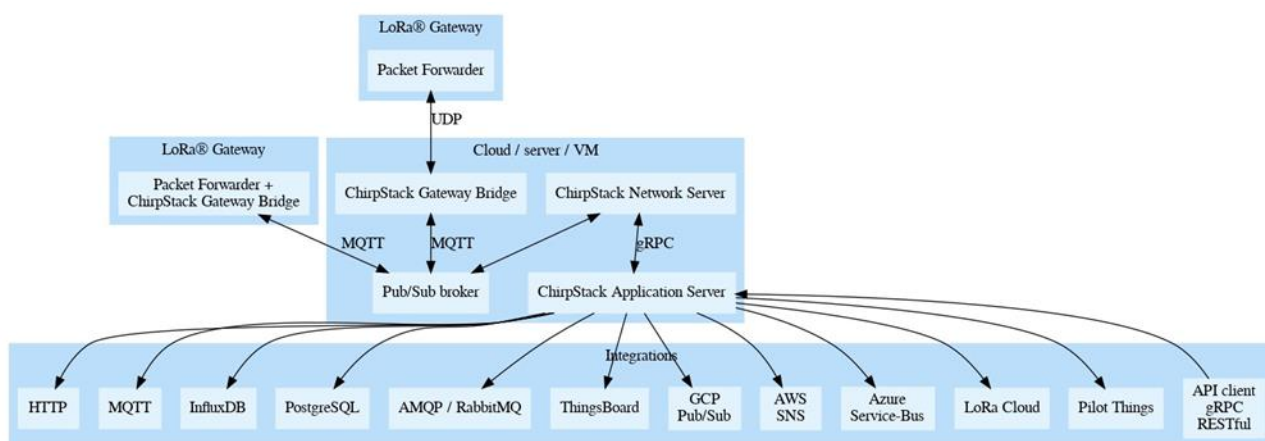 LoRa® Gateway
Packet Forwarder
UDP
LoRa® Gateway
Packet Forwarder +
ChirpStack Gateway Bridge
Cloud / server / VM
ChirpStack Gateway Bridge
ChirpStack Network Server
MQTT
MQTT
gRPC
Pub/Sub broker
ChirpStack Application Server
Integrations
HTTP
MQTT
InfluxDB
PostgreSQL
AMQP / RabbitMQ
ThingsBoard
GCP
Pub/Sub
AWS
SNS
Azure
Service-Bus
LoRa Cloud
Pilot Things
API client
gRPC
RESTful